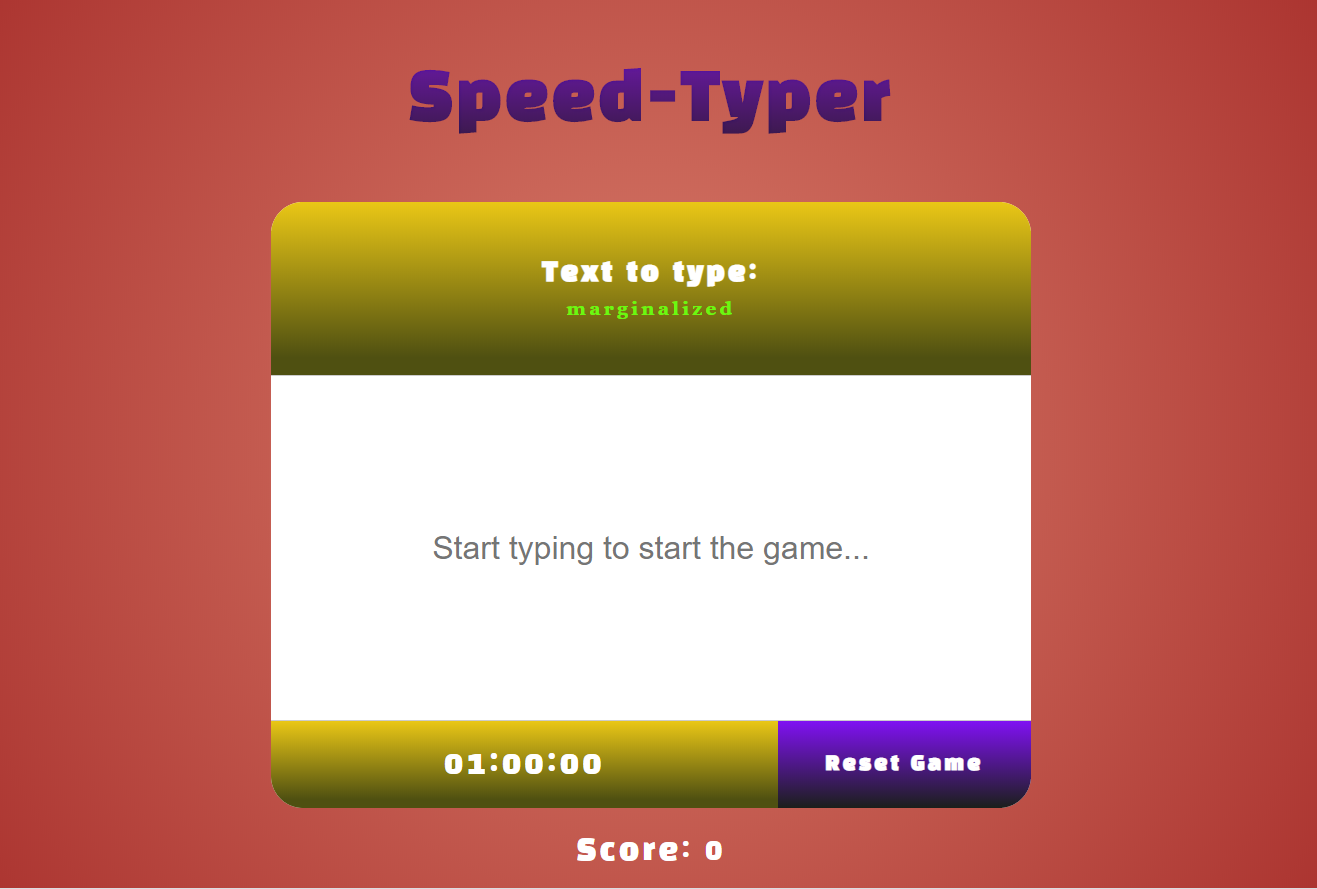 Speed-Typer
Text to type:
marginalized
Start typing to start the game...
01:00:00
Reset Game
Score: 0